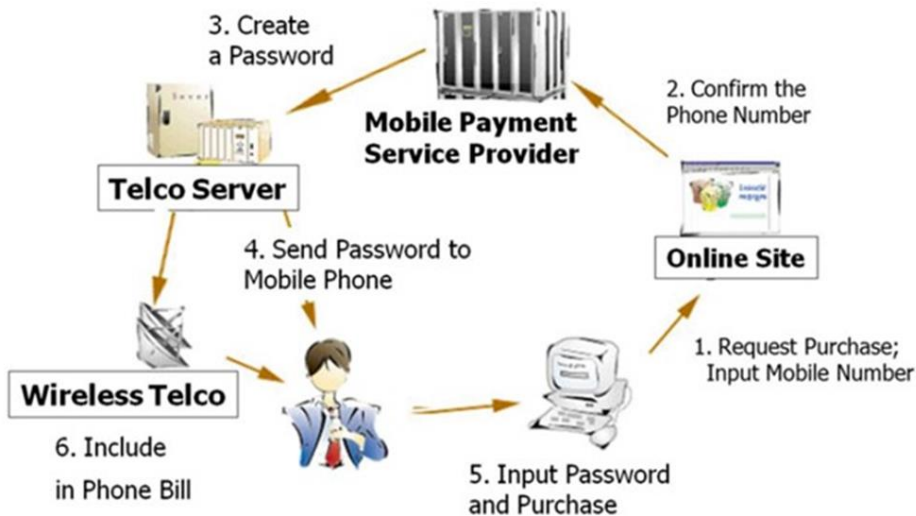 3. Create
a Password
Mobile Payment
Service Provider
2. Confirm the
Phone Number
Telco Server
4. Send Password to
Mobile Phone
Online Site
1. Request Purchase;
Input Mobile Number
Wireless Telco
6. Include
in Phone Bill
5. Input Password
and Purchase